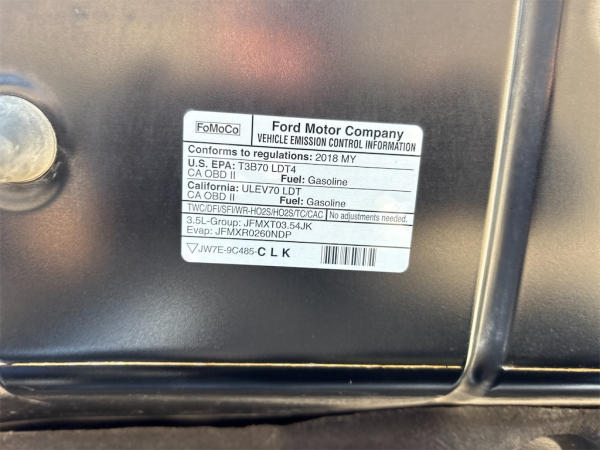 FoMoCo
Ford Motor Company
VEHICLE EMISSION CONTROL INFORMATION
Conforms to regulations: 2018 MY
U.S. EPA: T3B70 LDT4
CA OBD II Fuel: Gasoline
California: ULEV70 LDT
CA OBD II Fuel: Gasoline
TWC/DFI/SFI/WR-HO2S/HO2S/TC/CAC No adjustments needed.
3.5L-Group: JFMXT03.54JK
Evap: JFMXR0260NDP
JW7E-9C485-CLK